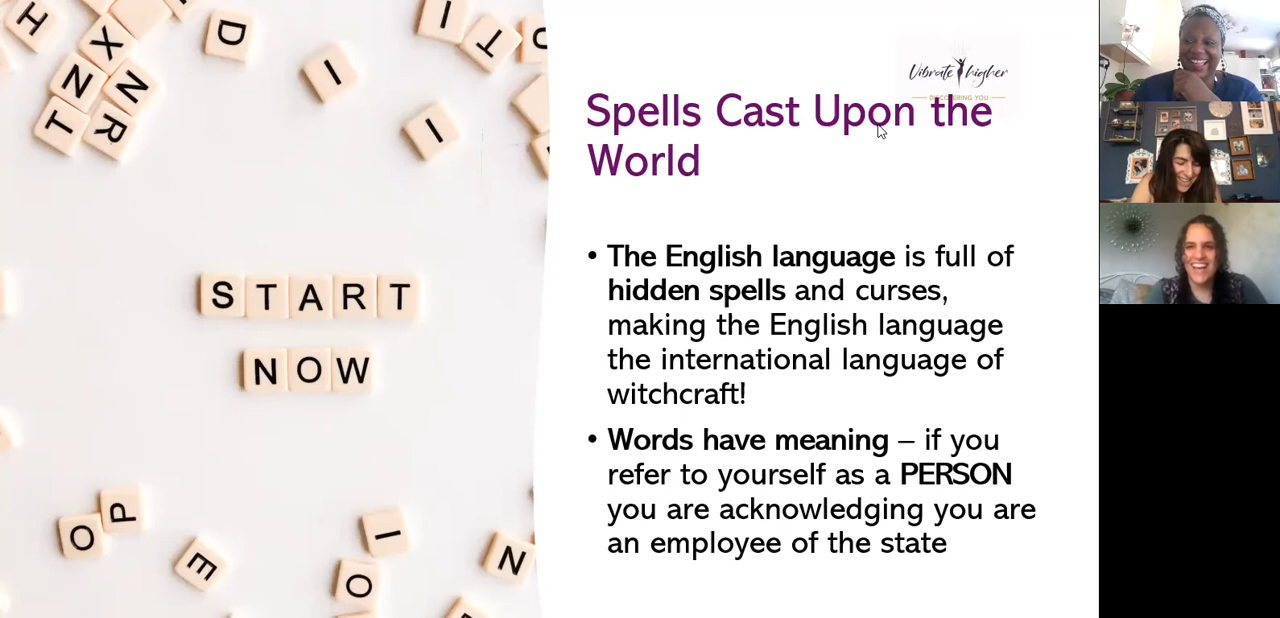 H
X
Z
N
T
R
D
I
I
I
T
START
NOW
Vibrate higher
DISCOVERING YOU
Spells Cast Upon the
World
• The English language is full of
hidden spells and curses,
making the English language
the international language of
witchcraft!
• Words have meaning – if you
refer to yourself as a PERSON
you are acknowledging you are
an employee of the state
O
P
E
I
O
N